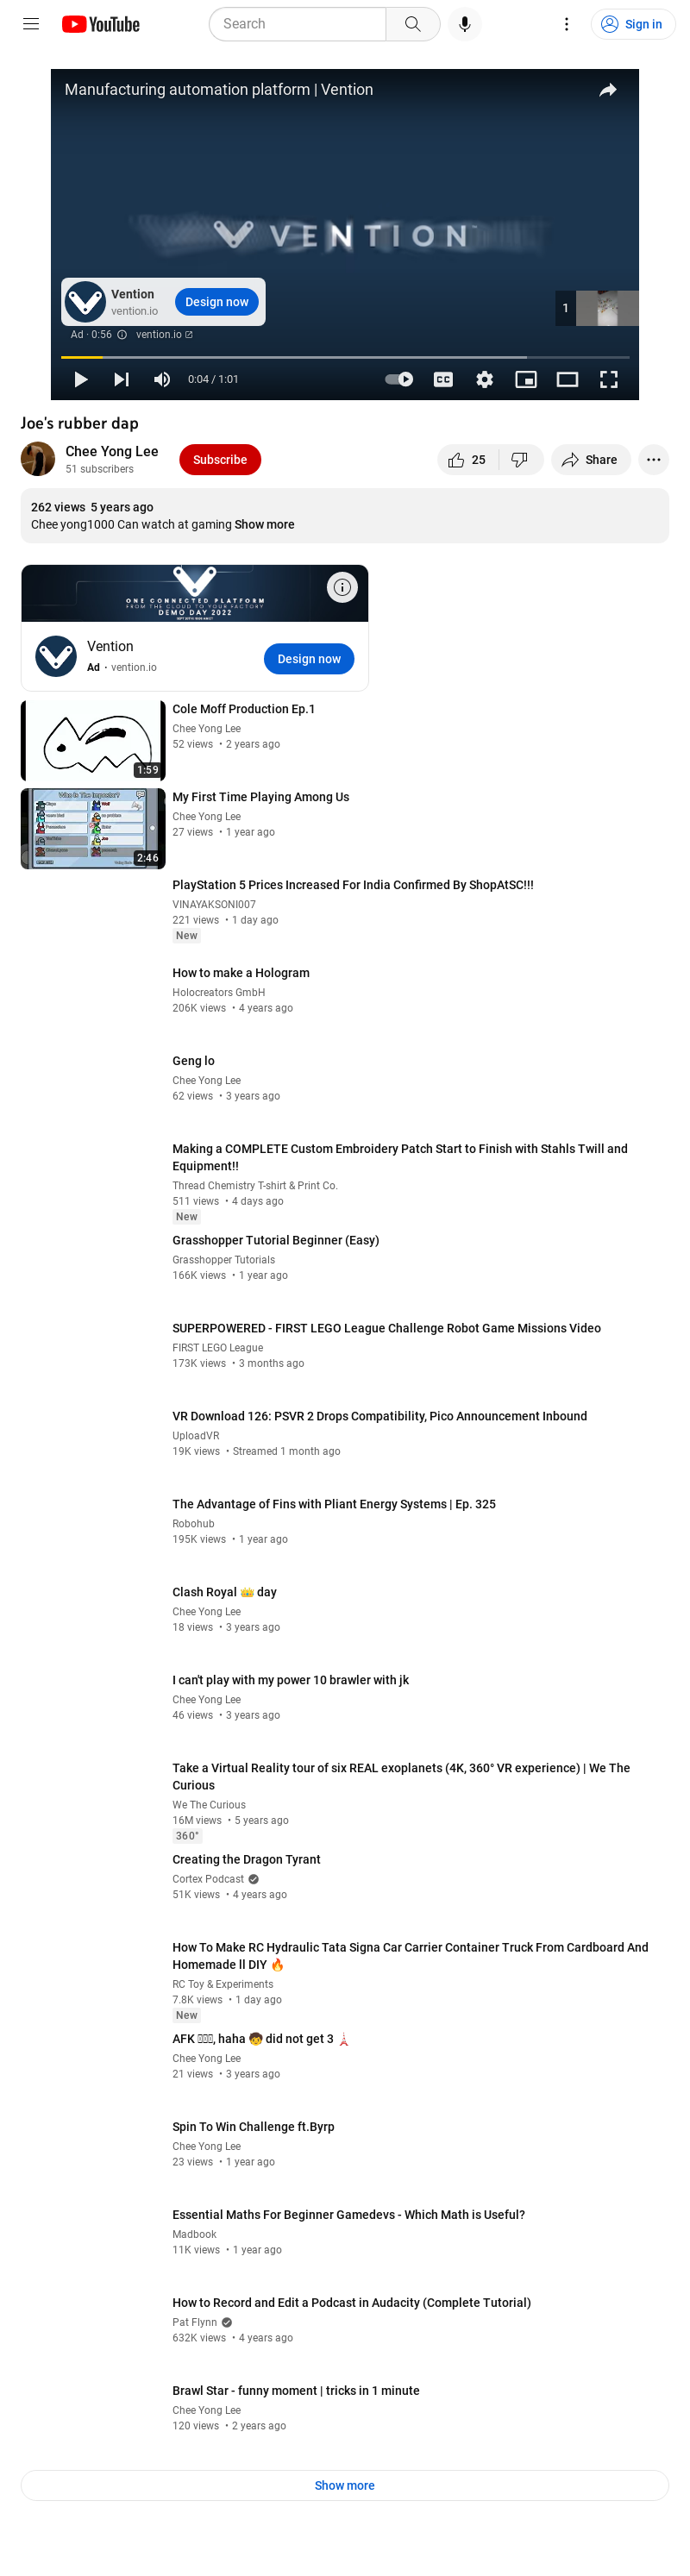 YouTube
Search
Sign in
Manufacturing automation platform | Vention
VENTION™
Vention
vention.io
Design now
1
Ad · 0:56
vention.io
0:04 / 1:01
CC
Joe's rubber dap
Chee Yong Lee
51 subscribers
Subscribe
25
Share
262 views 5 years ago
Chee yong1000 Can watch at gaming Show more
ONE CONNECTED PLATFORM
FROM THE CLOUD TO YOUR FACTORY
DEMO DAY 2022
Vention
Ad • vention.io
Design now
Cole Moff Production Ep.1
Chee Yong Lee
52 views • 2 years ago
1:59
My First Time Playing Among Us
Chee Yong Lee
27 views • 1 year ago
Who Is The Impostor?
2:46
PlayStation 5 Prices Increased For India Confirmed By ShopAtSC!!!
VINAYAKSONI007
221 views • 1 day ago
New
How to make a Hologram
Holocreators GmbH
206K views • 4 years ago
Geng lo
Chee Yong Lee
62 views • 3 years ago
Making a COMPLETE Custom Embroidery Patch Start to Finish with Stahls Twill and
Equipment!!
Thread Chemistry T-shirt & Print Co.
511 views • 4 days ago
New
Grasshopper Tutorial Beginner (Easy)
Grasshopper Tutorials
166K views • 1 year ago
SUPERPOWERED - FIRST LEGO League Challenge Robot Game Missions Video
FIRST LEGO League
173K views • 3 months ago
VR Download 126: PSVR 2 Drops Compatibility, Pico Announcement Inbound
UploadVR
19K views • Streamed 1 month ago
The Advantage of Fins with Pliant Energy Systems | Ep. 325
Robohub
195K views • 1 year ago
Clash Royal 👑 day
Chee Yong Lee
18 views • 3 years ago
I can't play with my power 10 brawler with jk
Chee Yong Lee
46 views • 3 years ago
Take a Virtual Reality tour of six REAL exoplanets (4K, 360° VR experience) | We The
Curious
We The Curious
16M views • 5 years ago
360°
Creating the Dragon Tyrant
Cortex Podcast
51K views • 4 years ago
How To Make RC Hydraulic Tata Signa Car Carrier Container Truck From Cardboard And
Homemade ll DIY 🔥
RC Toy & Experiments
7.8K views • 1 day ago
New
AFK , haha 🧒 did not get 3 🗼
Chee Yong Lee
21 views • 3 years ago
Spin To Win Challenge ft.Byrp
Chee Yong Lee
23 views • 1 year ago
Essential Maths For Beginner Gamedevs - Which Math is Useful?
Madbook
11K views • 1 year ago
How to Record and Edit a Podcast in Audacity (Complete Tutorial)
Pat Flynn
632K views • 4 years ago
Brawl Star - funny moment | tricks in 1 minute
Chee Yong Lee
120 views • 2 years ago
Show more